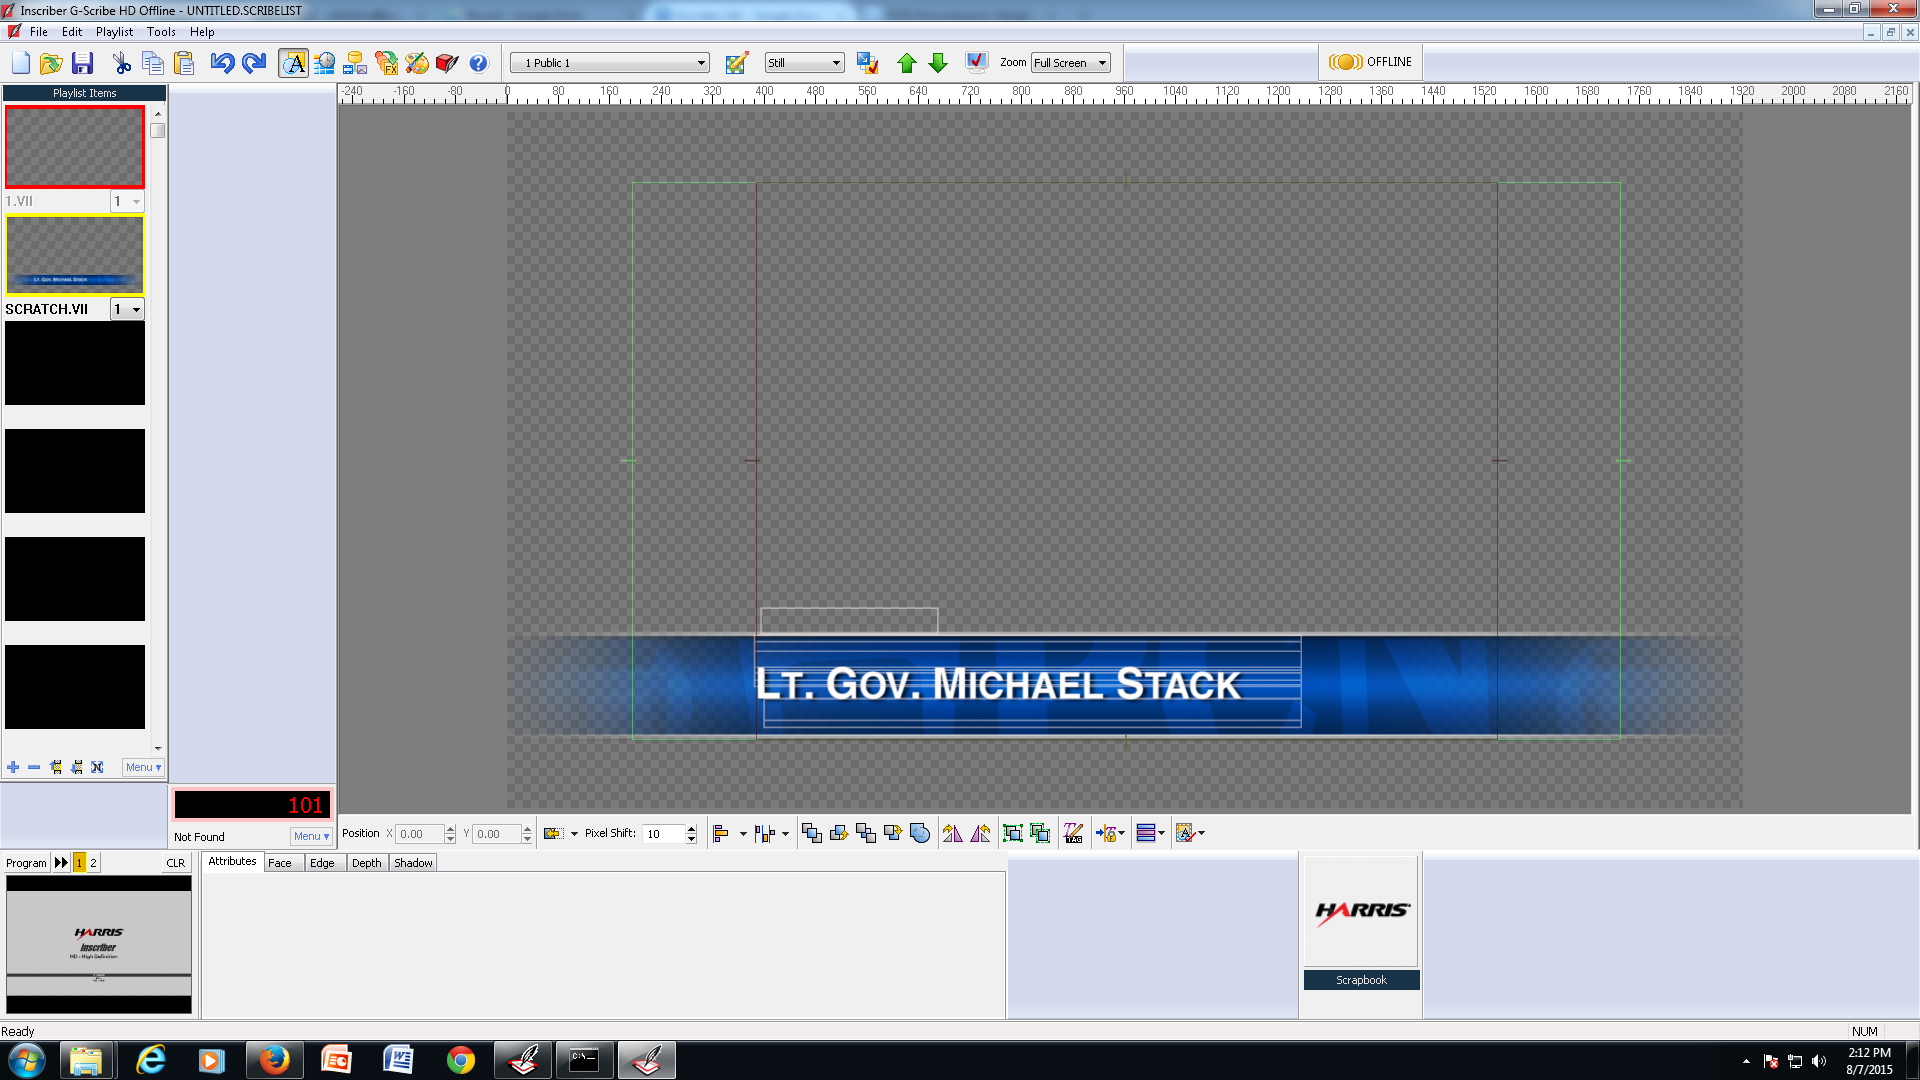 Inscriber G-Scribe HD Offline - UNTITLED.SCRIBELIST
File Edit Playlist Tools Help
1 Public 1 Still Zoom Full Screen OFFLINE
Playlist Items
-240 -160 -80 0 80 160 240 320 400 480 560 640 720 800 880 960 1040 1120 1200 1280 1360 1440 1520 1600 1680 1760 1840 1920 2000 2080 2160
1.VII 1
LT. GOV. MICHAEL STACK
SCRATCH.VII 1
LT. GOV. MICHAEL STACK
Menu
101
Not Found Menu
Position X 0.00 Y 0.00 Pixel Shift: 10
TAG
Program 1 2 CLR
Attributes Face Edge Depth Shadow
HARRIS
Inscriber
HD - High Definition
HARRIS
Scrapbook
Ready
NUM
2:12 PM
8/7/2015